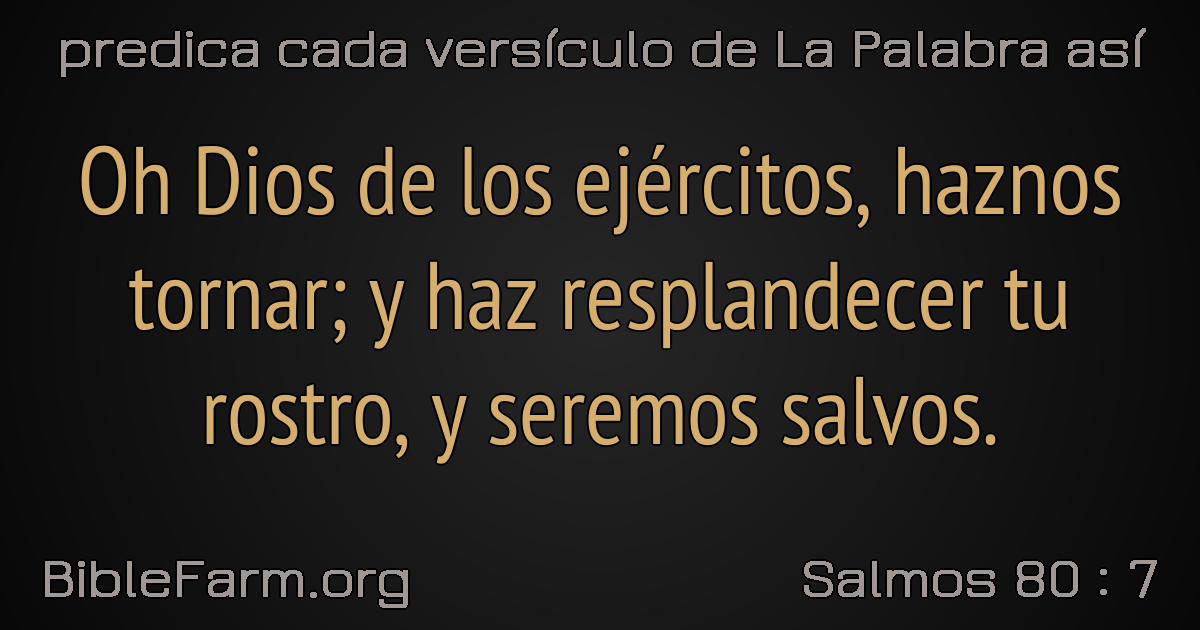 predica cada versículo de La Palabra así
Oh Dios de los ejércitos, haznos
tornar; y haz resplandecer tu
rostro, y seremos salvos.
BibleFarm.org
Salmos 80 : 7